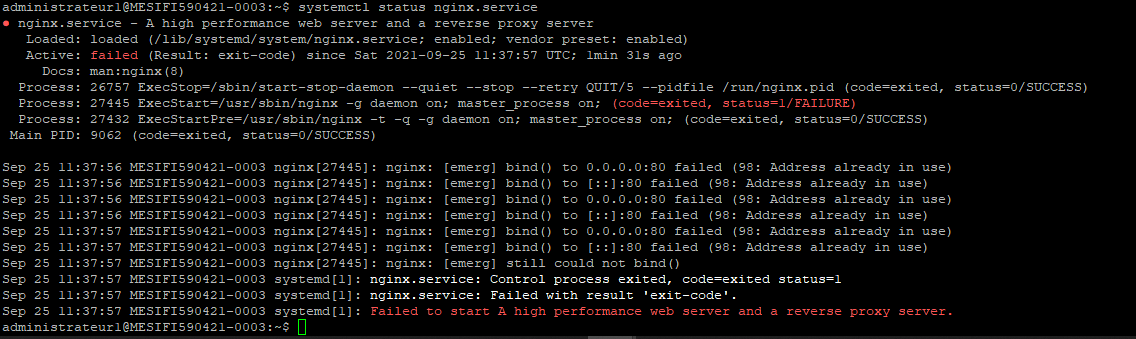 administrateur1@MESIFI590421-0003:~$ systemctl status nginx.service
● nginx.service - A high performance web server and a reverse proxy server
Loaded: loaded (/lib/systemd/system/nginx.service; enabled; vendor preset: enabled)
Active: failed (Result: exit-code) since Sat 2021-09-25 11:37:57 UTC; 1min 31s ago
Docs: man:nginx(8)
Process: 26757 ExecStop=/sbin/start-stop-daemon --quiet --stop --retry QUIT/5 --pidfile /run/nginx.pid (code=exited, status=0/SUCCESS)
Process: 27445 ExecStart=/usr/sbin/nginx -g daemon on; master_process on; (code=exited, status=1/FAILURE)
Process: 27432 ExecStartPre=/usr/sbin/nginx -t -q -g daemon on; master_process on; (code=exited, status=0/SUCCESS)
Main PID: 9062 (code=exited, status=0/SUCCESS)
Sep 25 11:37:56 MESIFI590421-0003 nginx[27445]: nginx: [emerg] bind() to 0.0.0.0:80 failed (98: Address already in use)
Sep 25 11:37:56 MESIFI590421-0003 nginx[27445]: nginx: [emerg] bind() to [::]:80 failed (98: Address already in use)
Sep 25 11:37:56 MESIFI590421-0003 nginx[27445]: nginx: [emerg] bind() to 0.0.0.0:80 failed (98: Address already in use)
Sep 25 11:37:56 MESIFI590421-0003 nginx[27445]: nginx: [emerg] bind() to [::]:80 failed (98: Address already in use)
Sep 25 11:37:57 MESIFI590421-0003 nginx[27445]: nginx: [emerg] bind() to 0.0.0.0:80 failed (98: Address already in use)
Sep 25 11:37:57 MESIFI590421-0003 nginx[27445]: nginx: [emerg] bind() to [::]:80 failed (98: Address already in use)
Sep 25 11:37:57 MESIFI590421-0003 nginx[27445]: nginx: [emerg] still could not bind()
Sep 25 11:37:57 MESIFI590421-0003 systemd[1]: nginx.service: Control process exited, code=exited status=1
Sep 25 11:37:57 MESIFI590421-0003 systemd[1]: nginx.service: Failed with result 'exit-code'.
Sep 25 11:37:57 MESIFI590421-0003 systemd[1]: Failed to start A high performance web server and a reverse proxy server.
administrateur1@MESIFI590421-0003:~$